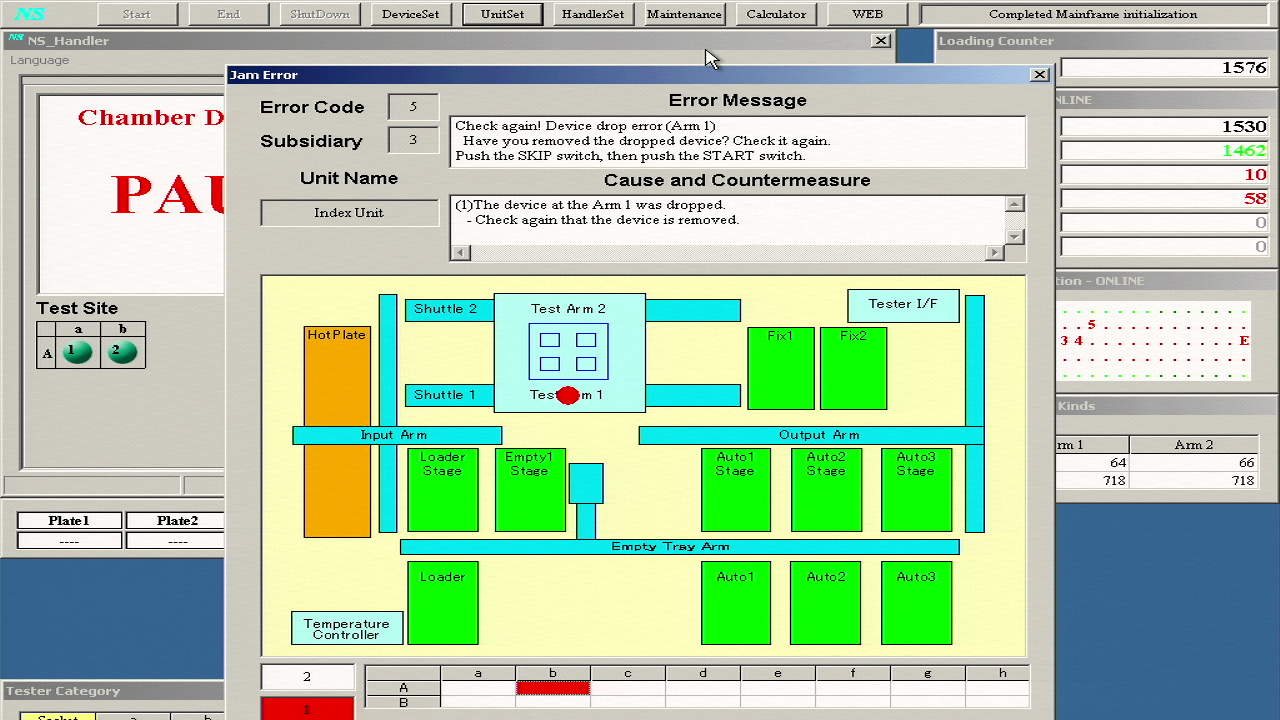 NS Start End ShutDown DeviceSet UnitSet HandlerSet Maintenance Calculator WEB Completed Mainframe initialization
NS NS_Handler
Language
Chamber D
PAU
Test Site
a b
A 1 2
Plate1 Plate2
---- ----
Tester Category
Jam Error
Error Code 5
Subsidiary 3
Unit Name
Index Unit
Error Message
Check again! Device drop error (Arm 1)
Have you removed the dropped device? Check it again.
Push the SKIP switch, then push the START switch.
Cause and Countermeasure
(1)The device at the Arm 1 was dropped.
- Check again that the device is removed.
Shuttle 2 Test Arm 2 Tester I/F
HotPlate Fix1 Fix2
Shuttle 1 Test m 1
Input Arm Output Arm
Loader Stage Empty1 Stage Auto1 Stage Auto2 Stage Auto3 Stage
Empty Tray Arm
Loader Auto1 Auto2 Auto3
Temperature
Controller
2
1
a b c d e f g h
A
B
Loading Counter
1576
NLINE
1530
1462
10
58
0
0
tion - ONLINE
5
3 4 E
Kinds
rm 1 Arm 2
64 66
718 718